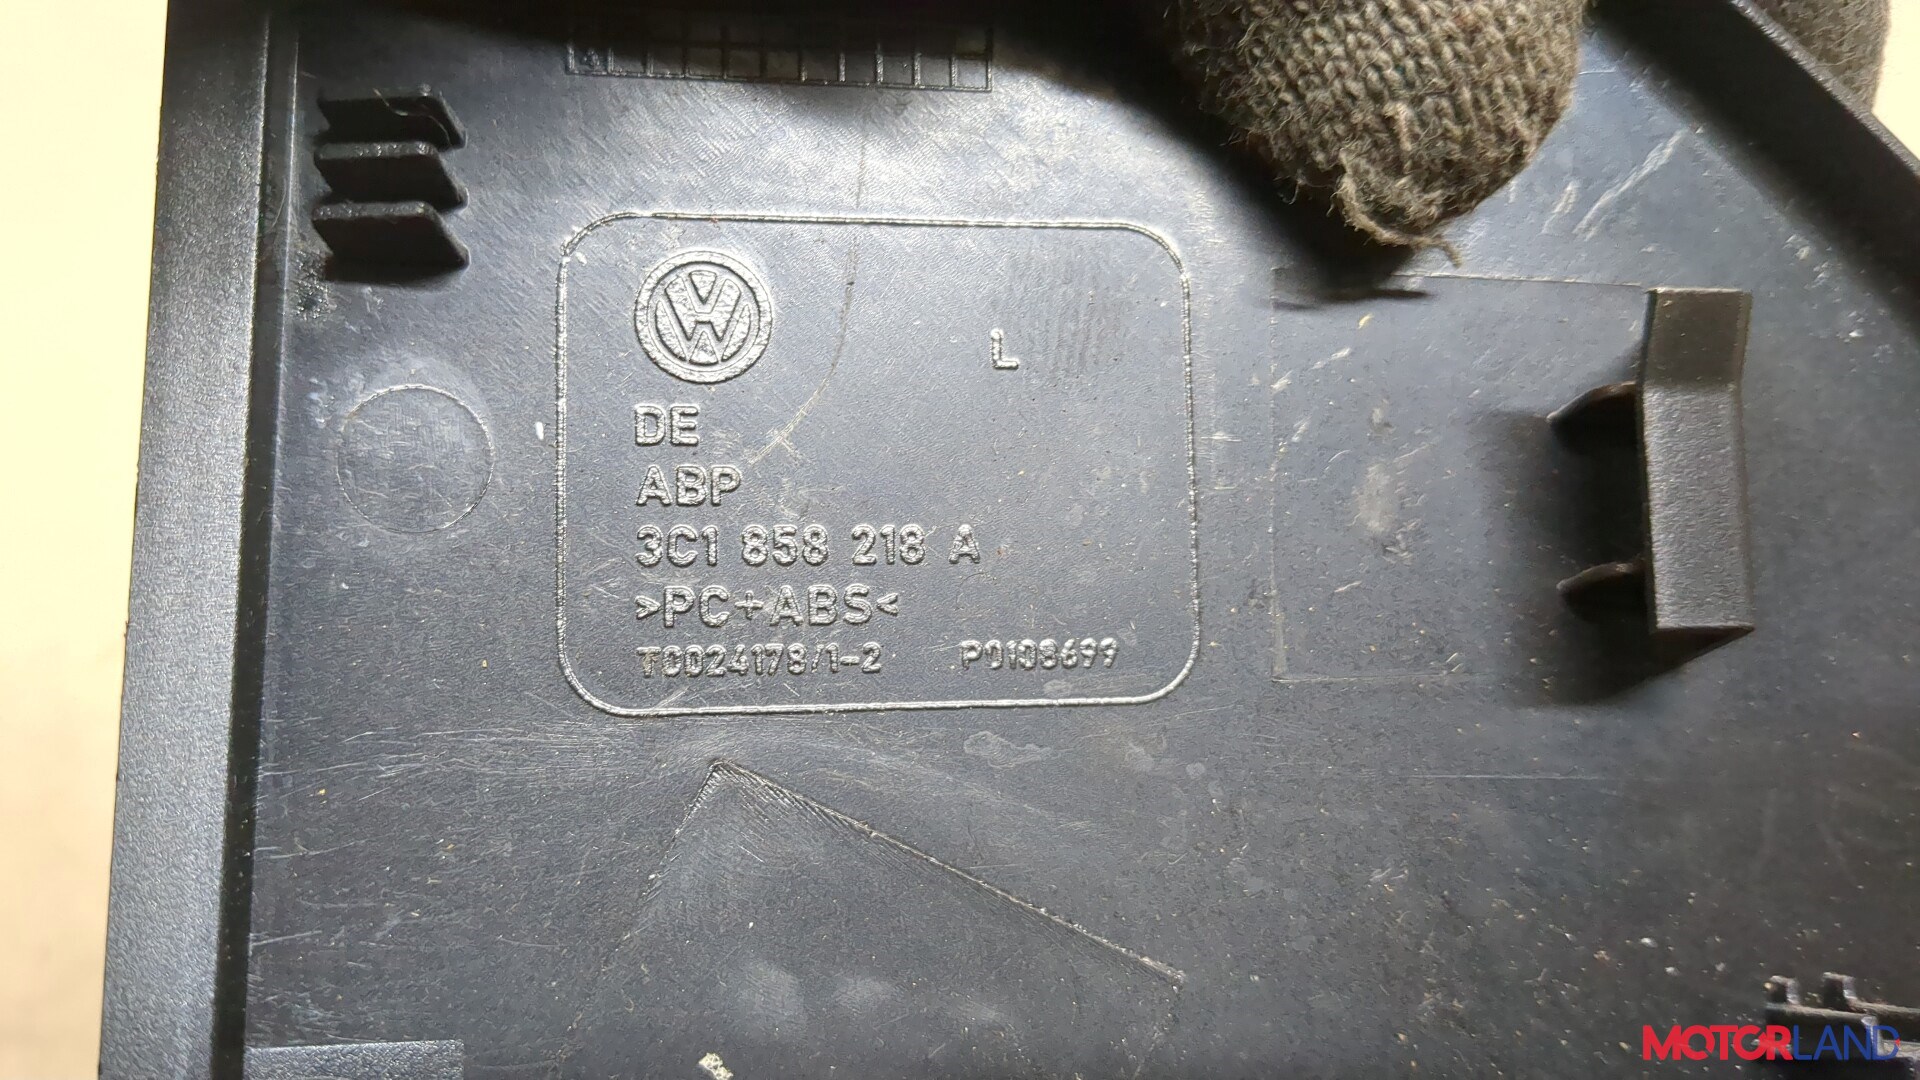 L
DE
ABP
3C1 858 218 A
>PC+ABS<
T0024178/1-2 P0108699
MOTORLAND